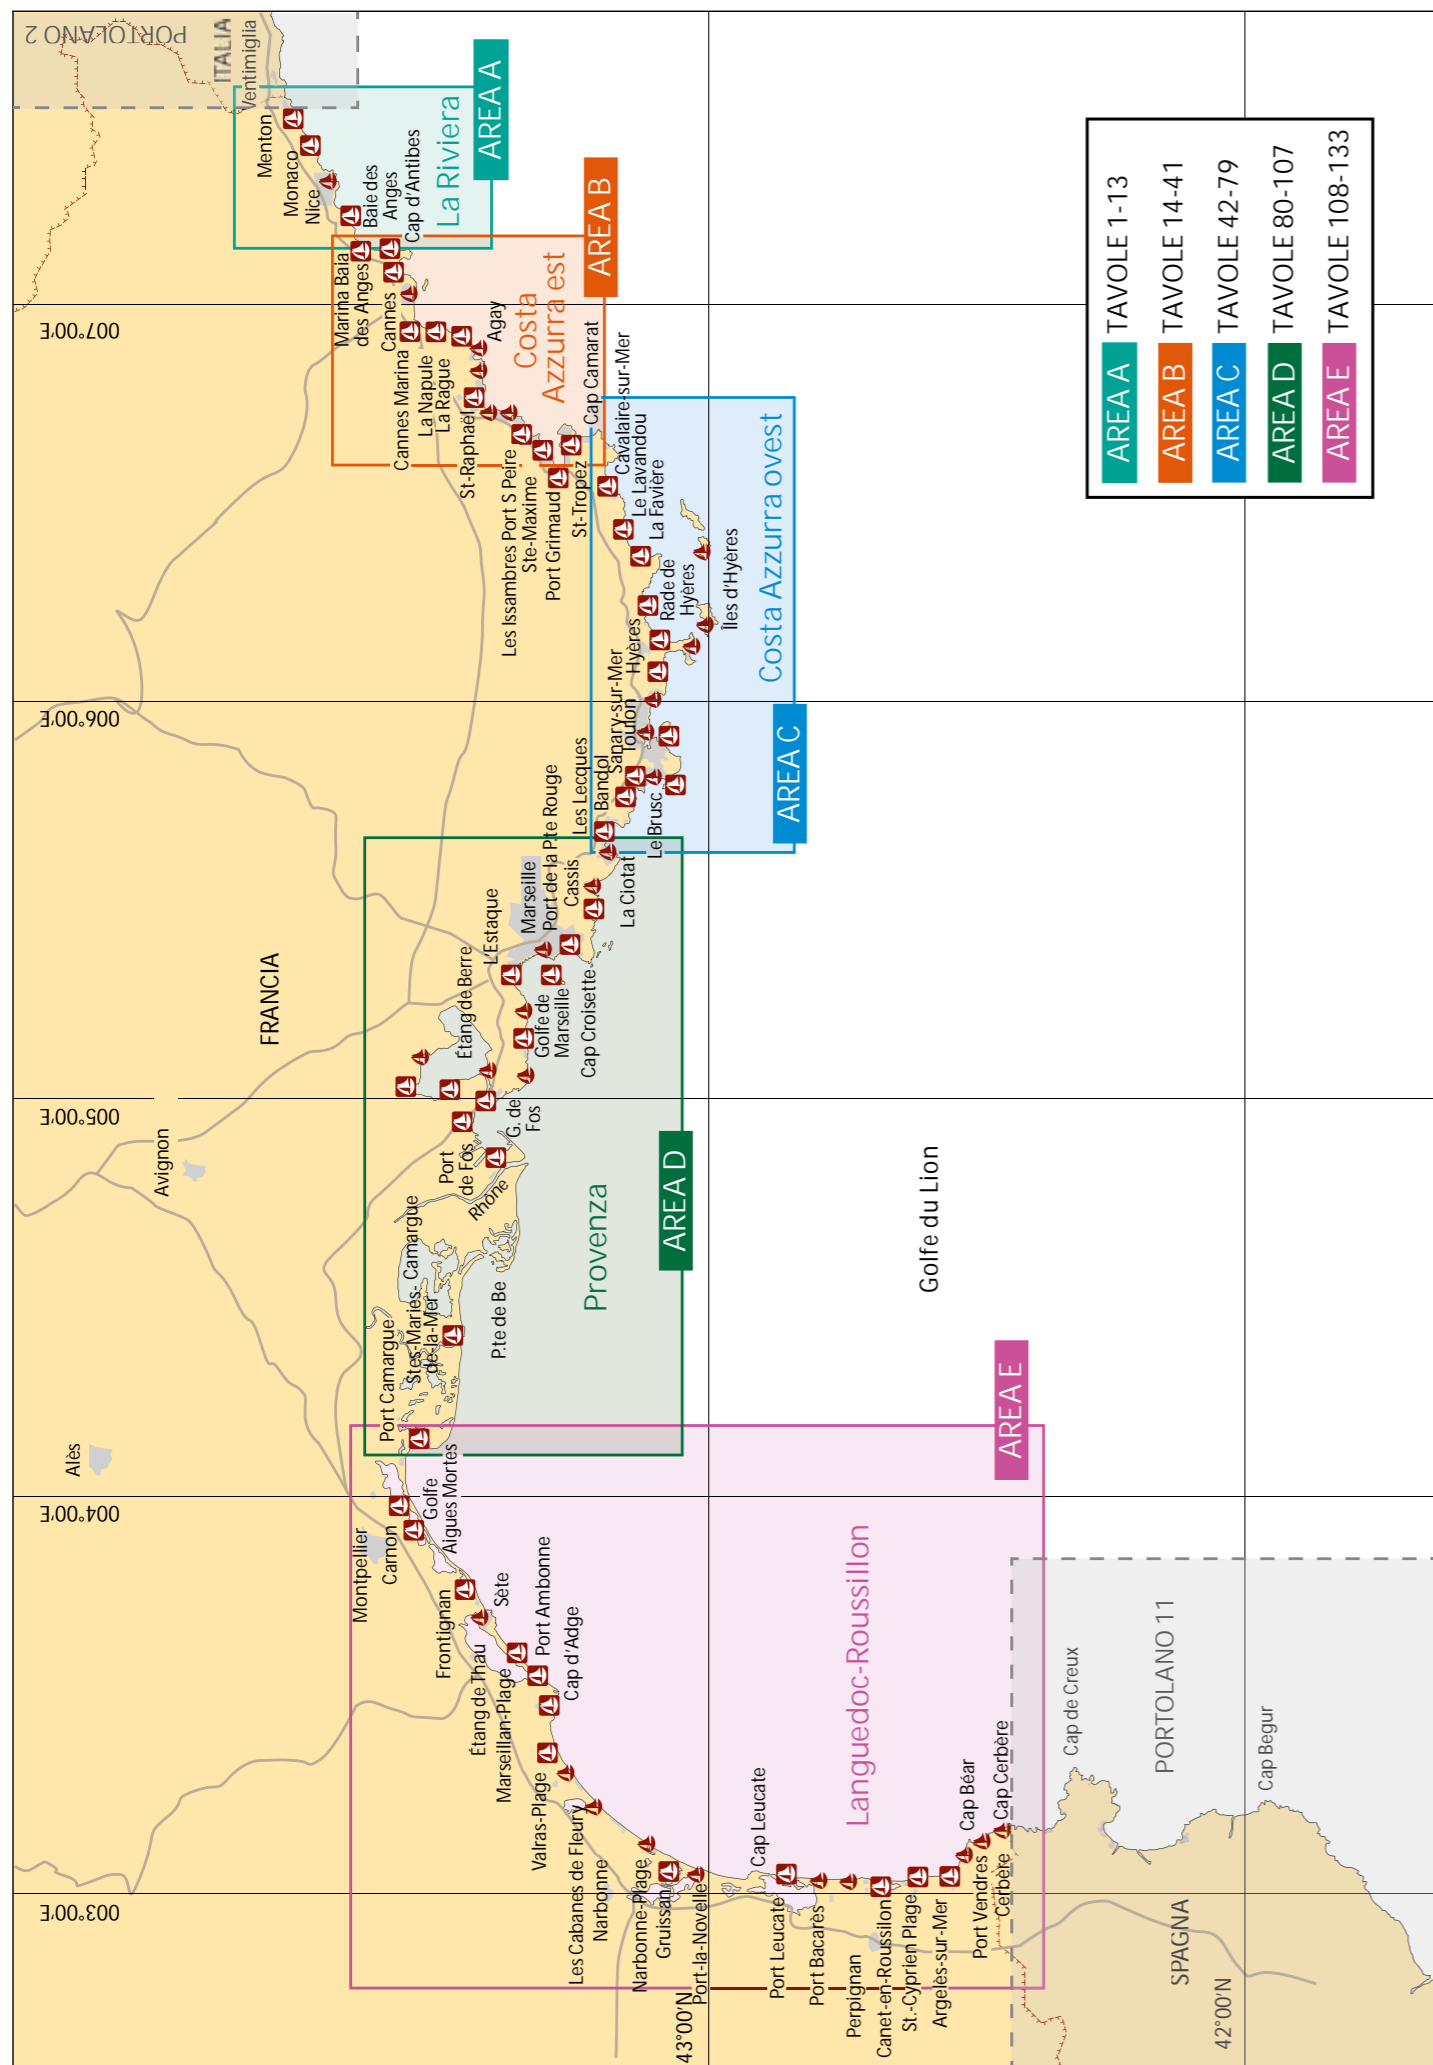 PORTOLANO 2
ITALIA
Ventimiglia
Menton
Monaco
Nice
Baie des
Anges
Cap d'Antibes
La Riviera
AREA A
Marina Baia
des Anges
Cannes
Cannes Marina
La Napule
La Rague
Agay
St-Raphaël
Costa
Azzurra est
AREA B
Les Issambres Port S Peire
Ste-Maxime
Port Grimaud
St-Tropez
Cap Camarat
Cavalaire-sur-Mer
Le Lavandou
La Favière
Rade de
Hyères
Îles d'Hyères
Hyères
Toulon
Sanary-sur-Mer
Bandol
Le Brusc
Les Lecques
Costa Azzurra ovest
AREA C
La Ciotat
Cassis
Port de la P.te Rouge
Marseille
L'Estaque
Cap Croisette
Golfe de
Marseille
Étang de Berre
G. de
Fos
Port
de Fos
Rhône
Camargue
Stes-Maries-
de-la-Mer
P.te de Be
Port Camargue
Provenza
AREA D
FRANCIA
Avignon
Alès
Golfe du Lion
Montpellier
Carnon
Golfe
Aigues Mortes
Frontignan
Sète
Étang de Thau
Marseillan-Plage
Port Ambonne
Cap d'Adge
Valras-Plage
Les Cabanes de Fleury
Narbonne
Narbonne-Plage
Gruissan
Port-la-Novelle
Cap Leucate
Port Leucate
Port Bacarès
Perpignan
Canet-en-Roussillon
St.-Cyprien Plage
Argelès-sur-Mer
Port Vendres
Cerbère
Cap Béar
Cap Cerbère
Languedoc-Roussillon
AREA E
Cap de Creux
PORTOLANO 11
Cap Begur
SPAGNA
007°00'E
006°00'E
005°00'E
004°00'E
003°00'E
43°00'N
42°00'N
AREA A TAVOLE 1-13
AREA B TAVOLE 14-41
AREA C TAVOLE 42-79
AREA D TAVOLE 80-107
AREA E TAVOLE 108-133